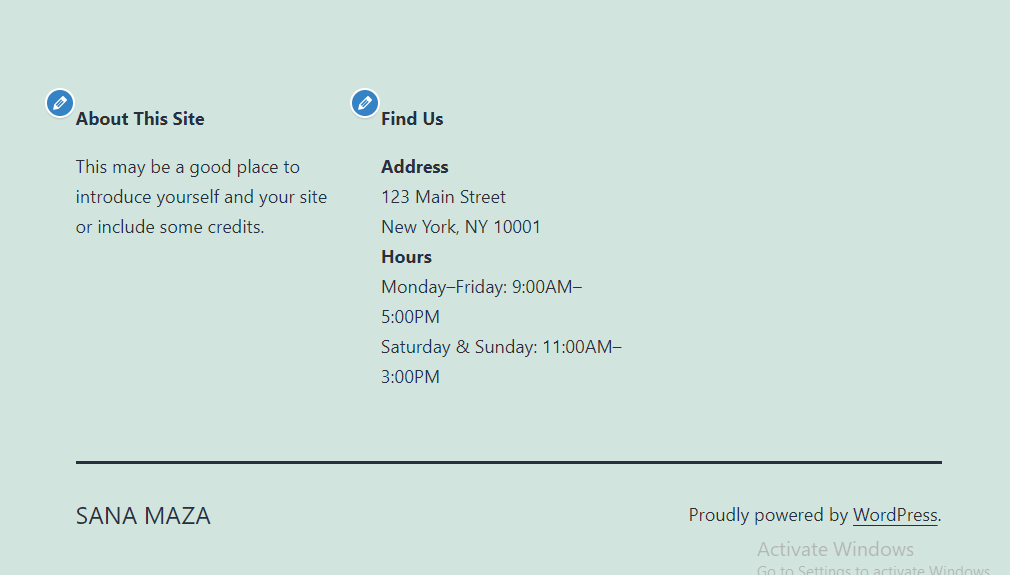 About This Site
This may be a good place to
introduce yourself and your site
or include some credits.
Find Us
Address
123 Main Street
New York, NY 10001
Hours
Monday–Friday: 9:00AM–
5:00PM
Saturday & Sunday: 11:00AM–
3:00PM
SANA MAZA
Proudly powered by WordPress.
Activate Windows
Go to Settings to activate Windows.